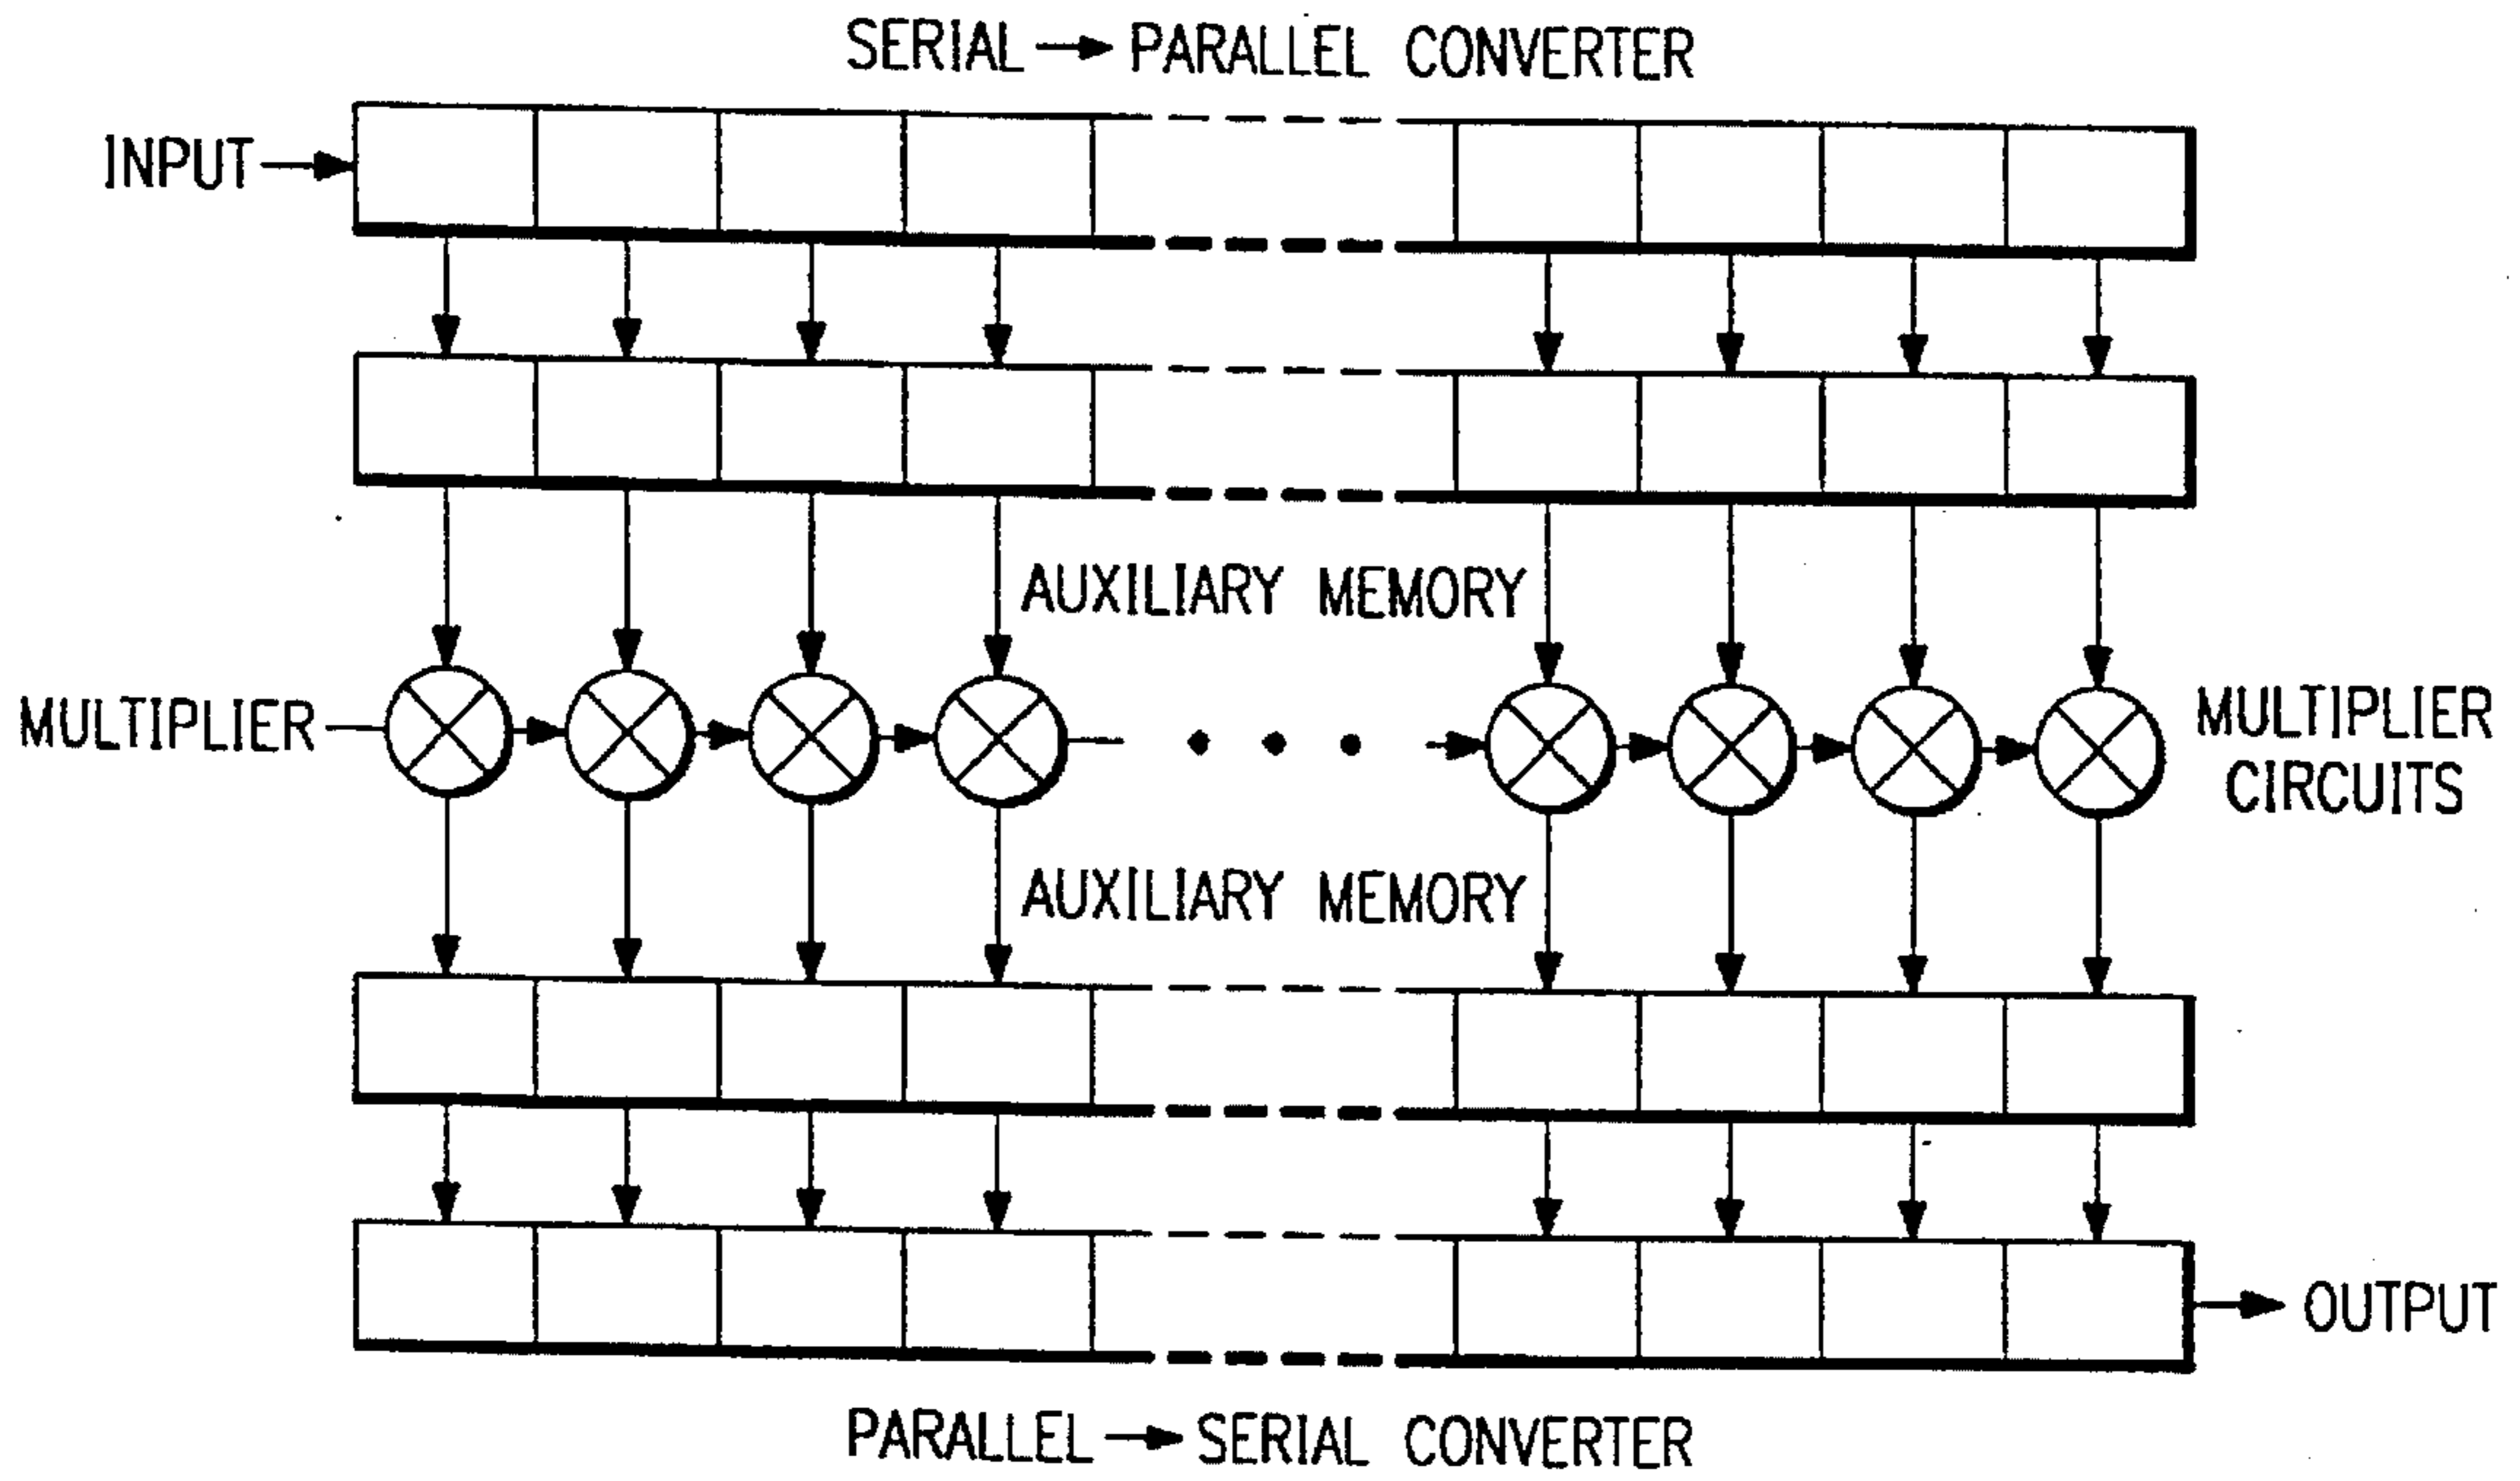 SERIAL → PARALLEL CONVERTER
INPUT
AUXILIARY MEMORY
MULTIPLIER
MULTIPLIER
CIRCUITS
AUXILIARY MEMORY
OUTPUT
PARALLEL → SERIAL CONVERTER